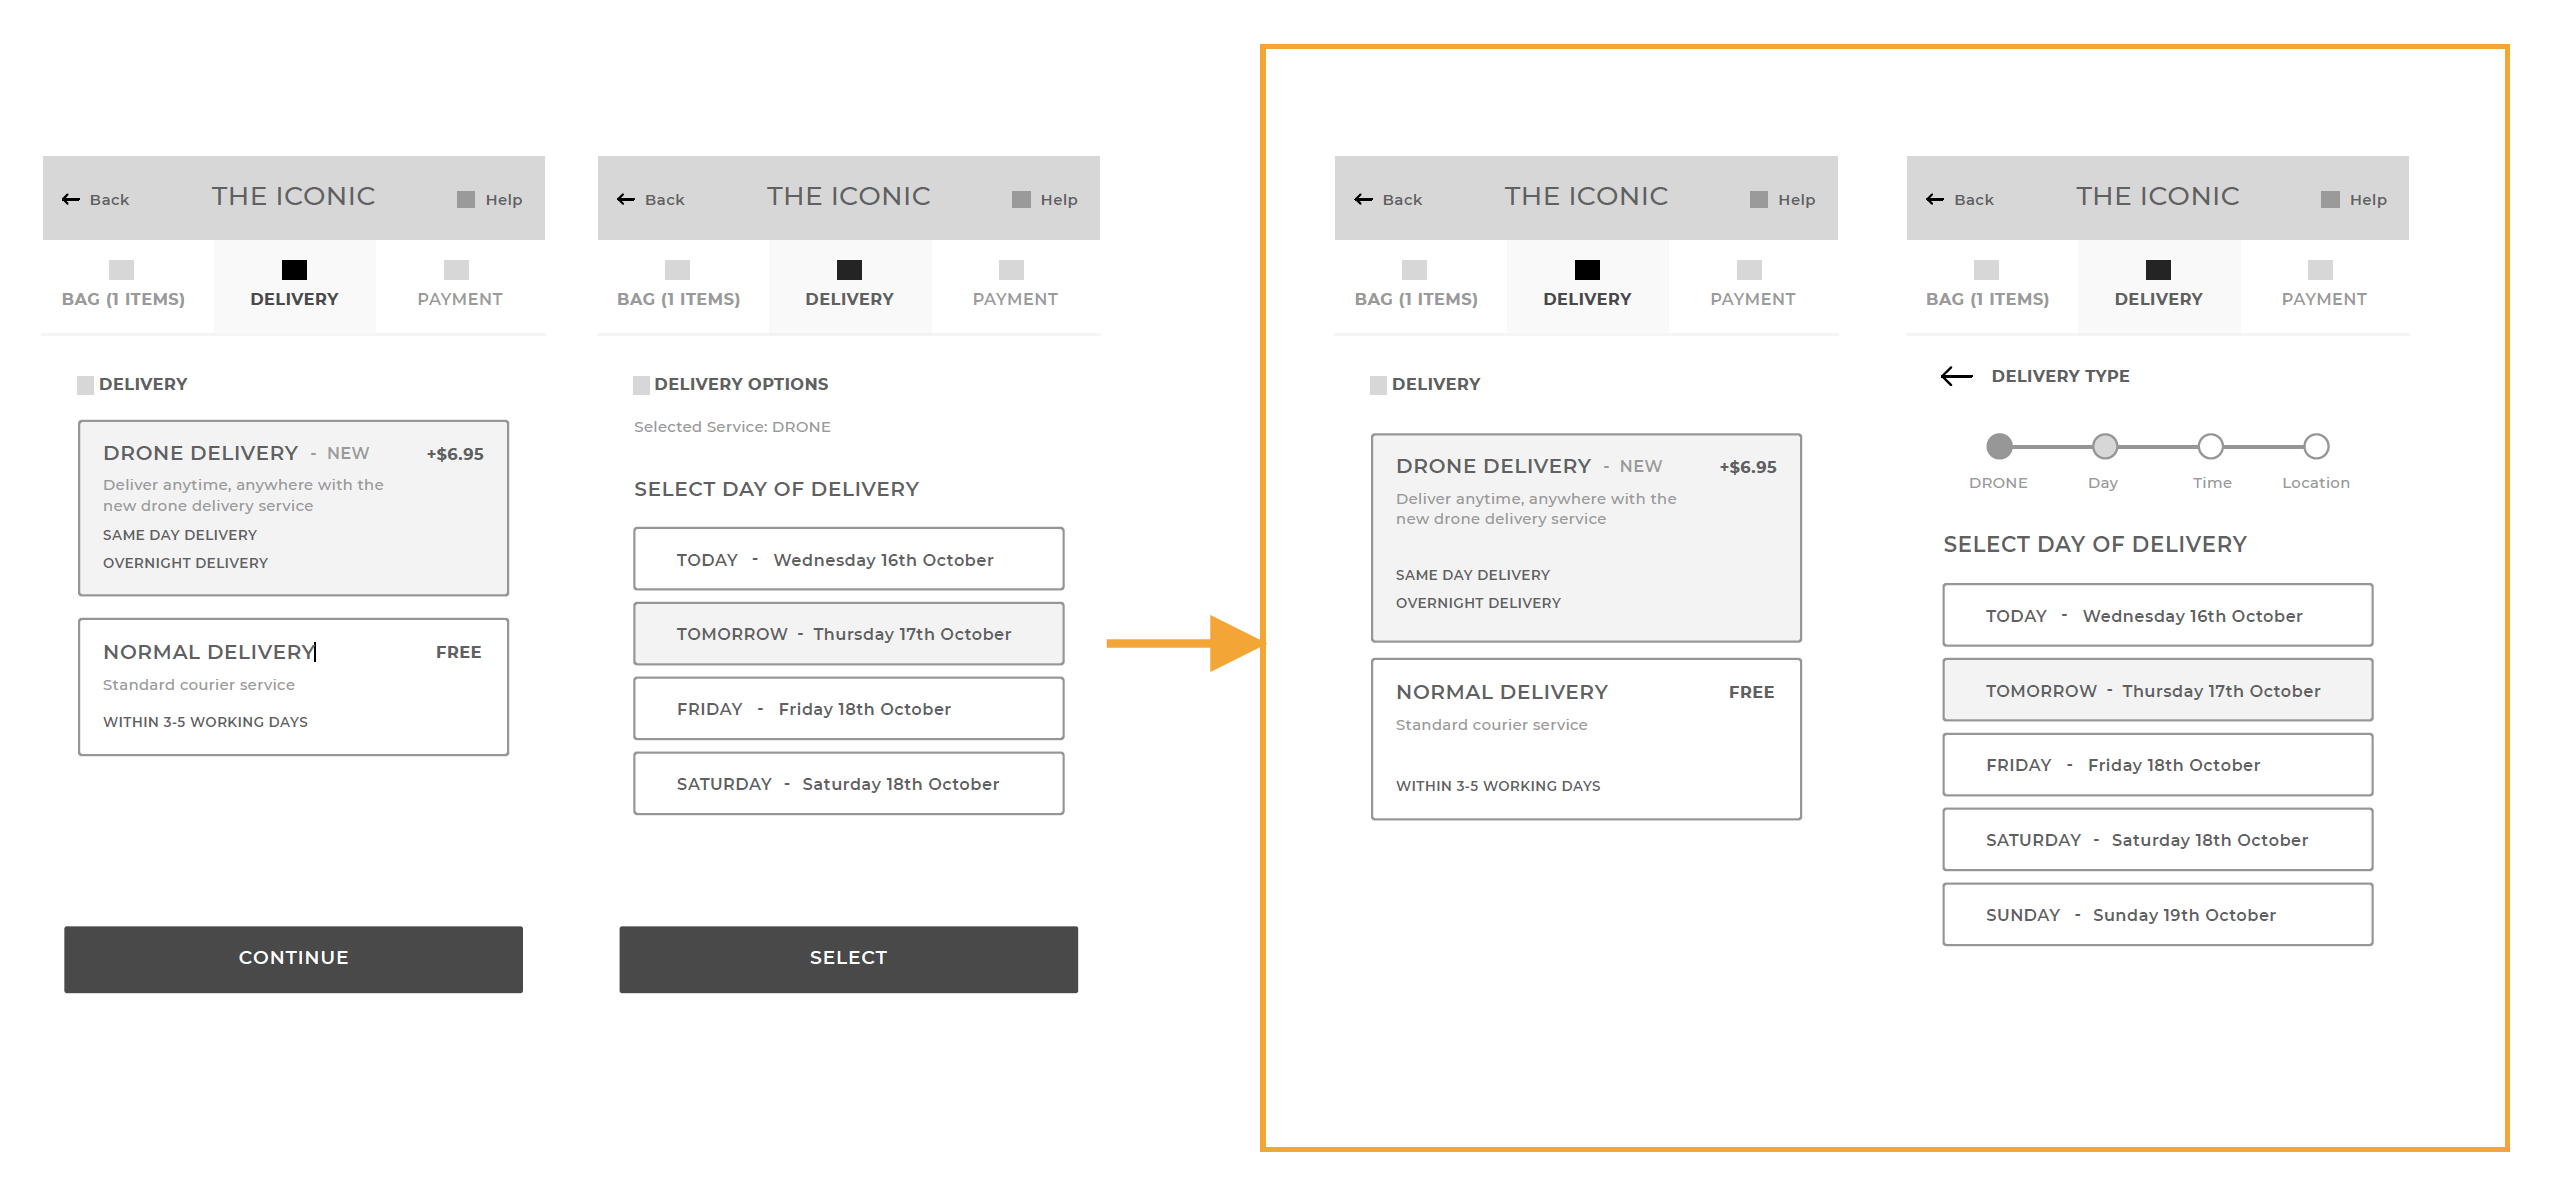 Back THE ICONIC Help
BAG (1 ITEMS) DELIVERY PAYMENT
DELIVERY
DRONE DELIVERY - NEW +$6.95
Deliver anytime, anywhere with the
new drone delivery service
SAME DAY DELIVERY
OVERNIGHT DELIVERY
NORMAL DELIVERY FREE
Standard courier service
WITHIN 3-5 WORKING DAYS
CONTINUE
Back THE ICONIC Help
BAG (1 ITEMS) DELIVERY PAYMENT
DELIVERY OPTIONS
Selected Service: DRONE
SELECT DAY OF DELIVERY
TODAY - Wednesday 16th October
TOMORROW - Thursday 17th October
FRIDAY - Friday 18th October
SATURDAY - Saturday 18th October
SELECT
Back THE ICONIC Help
BAG (1 ITEMS) DELIVERY PAYMENT
DELIVERY
DRONE DELIVERY - NEW +$6.95
Deliver anytime, anywhere with the
new drone delivery service
SAME DAY DELIVERY
OVERNIGHT DELIVERY
NORMAL DELIVERY FREE
Standard courier service
WITHIN 3-5 WORKING DAYS
Back THE ICONIC Help
BAG (1 ITEMS) DELIVERY PAYMENT
DELIVERY TYPE
DRONE Day Time Location
SELECT DAY OF DELIVERY
TODAY - Wednesday 16th October
TOMORROW - Thursday 17th October
FRIDAY - Friday 18th October
SATURDAY - Saturday 18th October
SUNDAY - Sunday 19th October